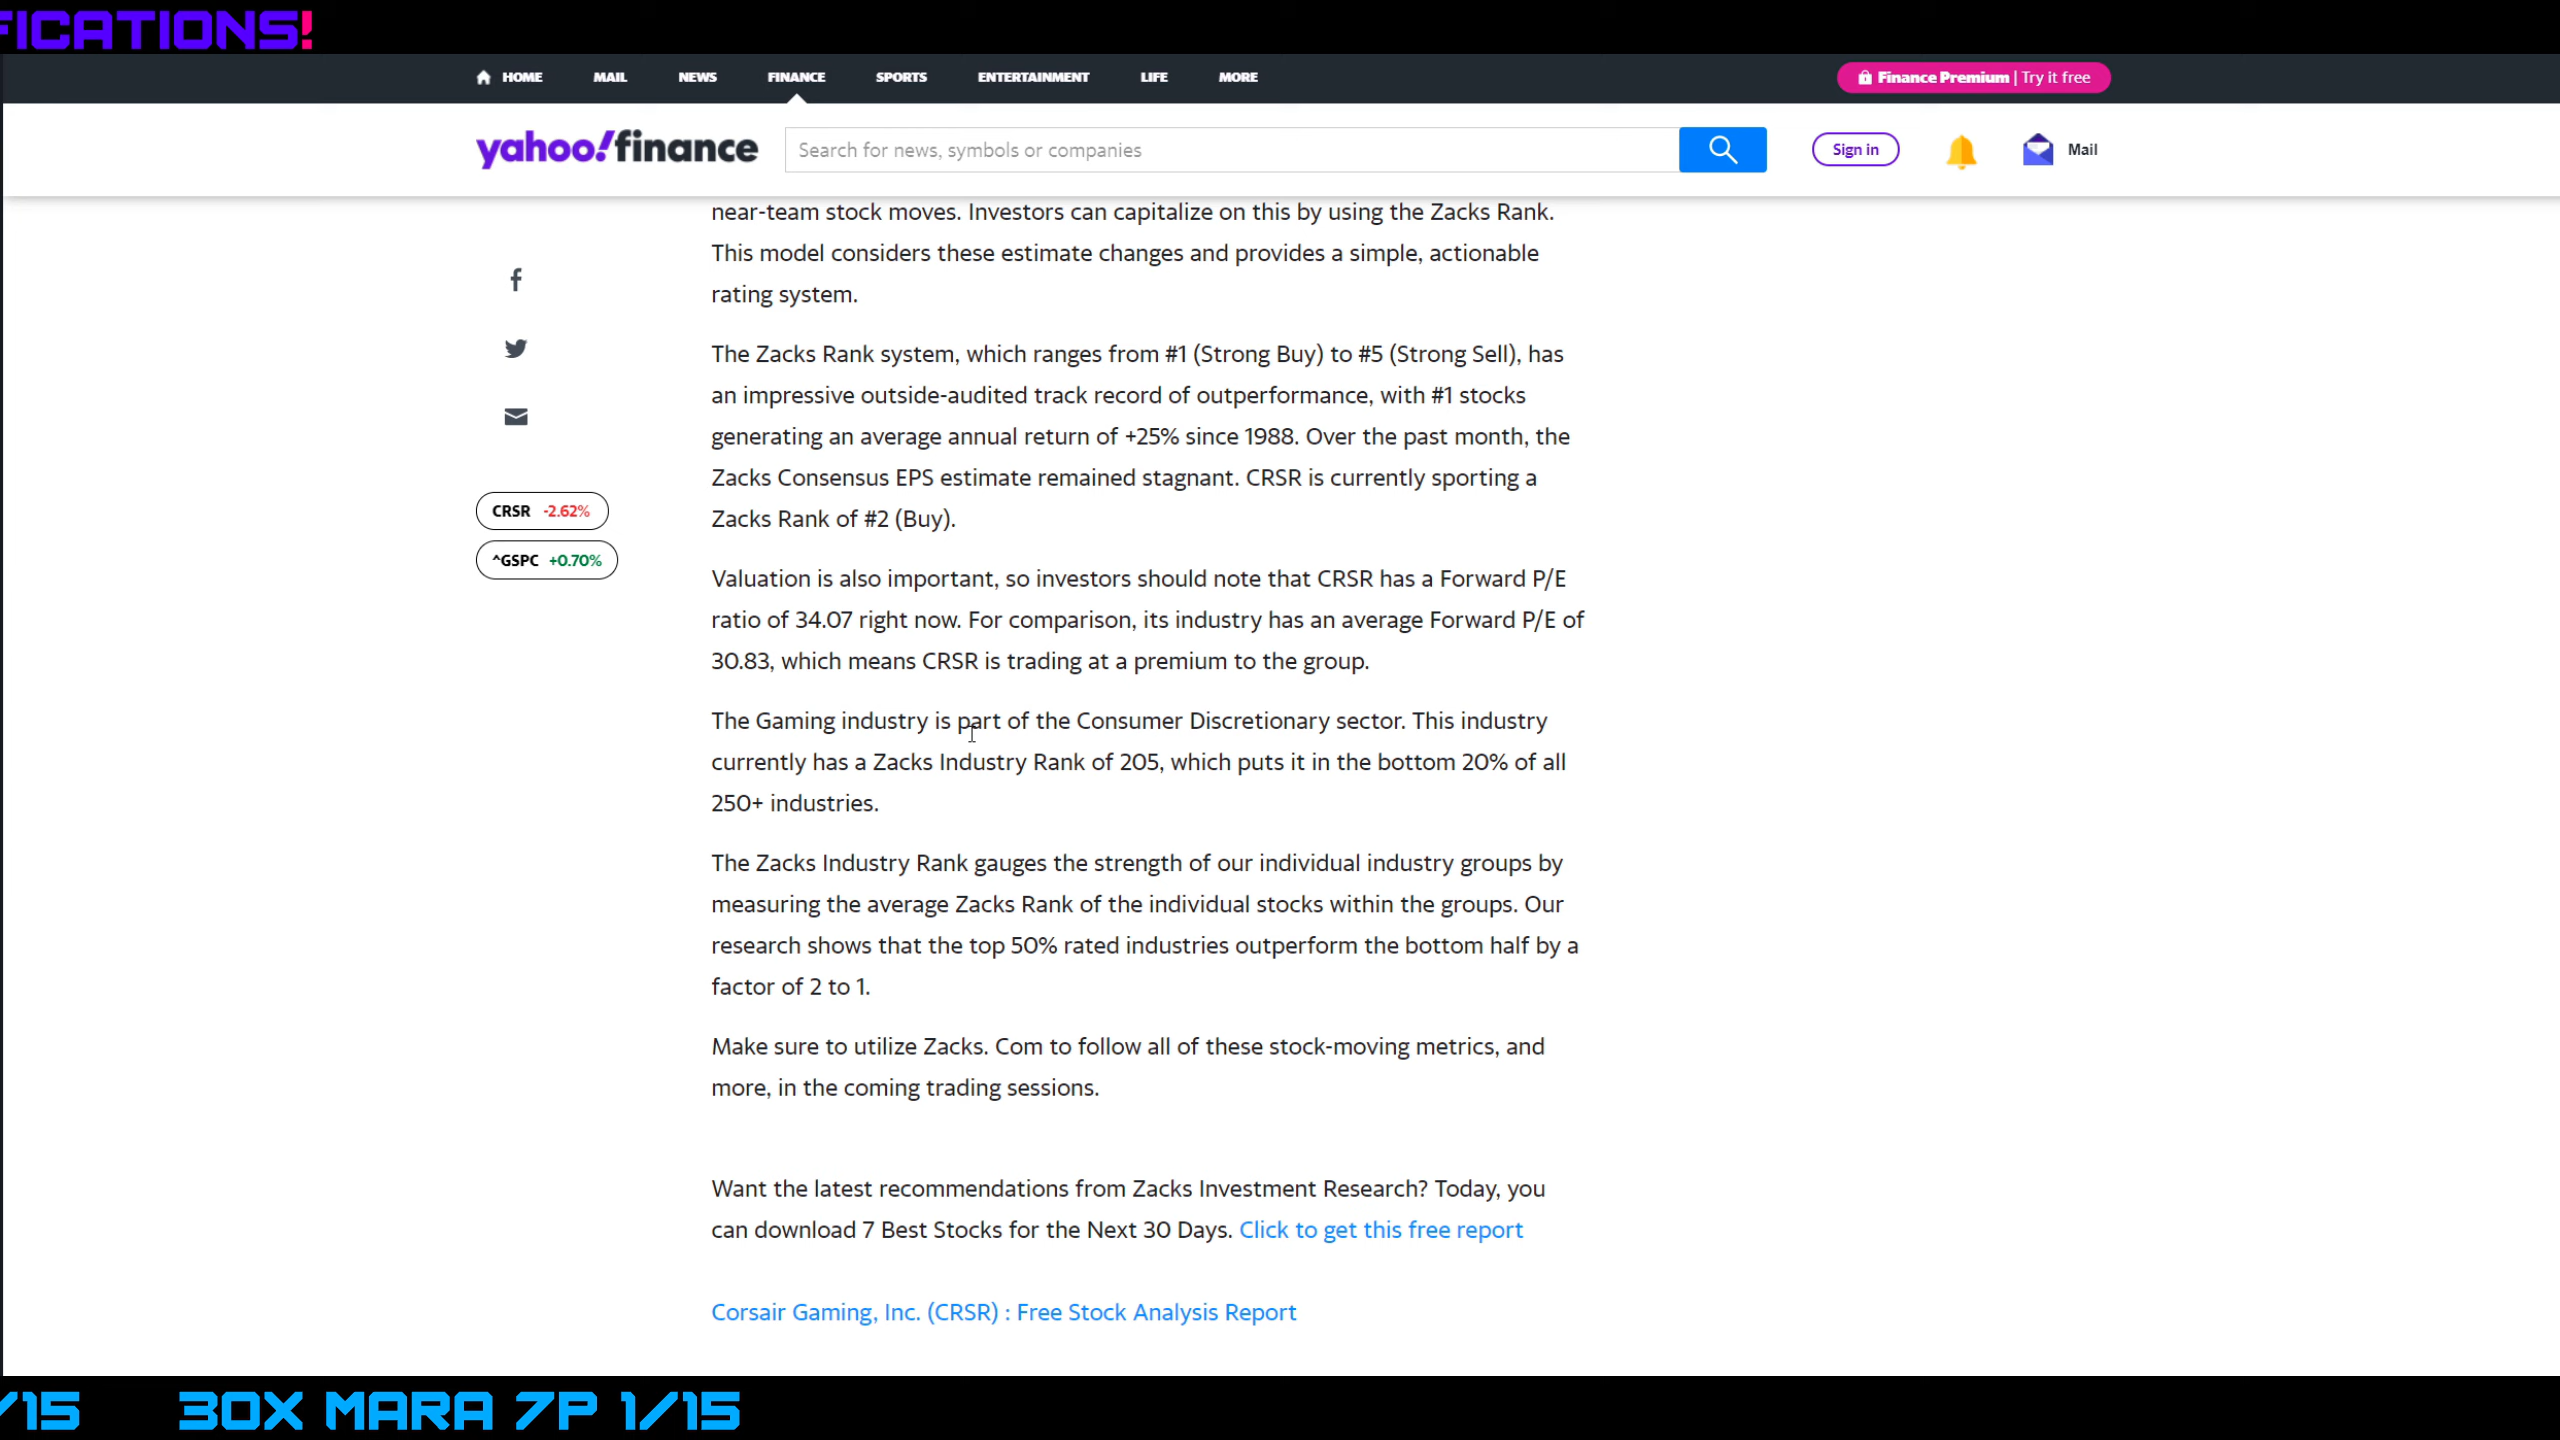 FICATIONS!
HOME MAIL NEWS FINANCE SPORTS ENTERTAINMENT LIFE MORE Finance Premium | Try it free
yahoo!finance Search for news, symbols or companies Sign in Mail
near-team stock moves. Investors can capitalize on this by using the Zacks Rank.
This model considers these estimate changes and provides a simple, actionable
rating system.
The Zacks Rank system, which ranges from #1 (Strong Buy) to #5 (Strong Sell), has
an impressive outside-audited track record of outperformance, with #1 stocks
generating an average annual return of +25% since 1988. Over the past month, the
Zacks Consensus EPS estimate remained stagnant. CRSR is currently sporting a
Zacks Rank of #2 (Buy).
CRSR -2.62%
^GSPC +0.70%
Valuation is also important, so investors should note that CRSR has a Forward P/E
ratio of 34.07 right now. For comparison, its industry has an average Forward P/E of
30.83, which means CRSR is trading at a premium to the group.
The Gaming industry is part of the Consumer Discretionary sector. This industry
currently has a Zacks Industry Rank of 205, which puts it in the bottom 20% of all
250+ industries.
The Zacks Industry Rank gauges the strength of our individual industry groups by
measuring the average Zacks Rank of the individual stocks within the groups. Our
research shows that the top 50% rated industries outperform the bottom half by a
factor of 2 to 1.
Make sure to utilize Zacks. Com to follow all of these stock-moving metrics, and
more, in the coming trading sessions.
Want the latest recommendations from Zacks Investment Research? Today, you
can download 7 Best Stocks for the Next 30 Days. Click to get this free report
Corsair Gaming, Inc. (CRSR) : Free Stock Analysis Report
/15 30X MARA 7P 1/15